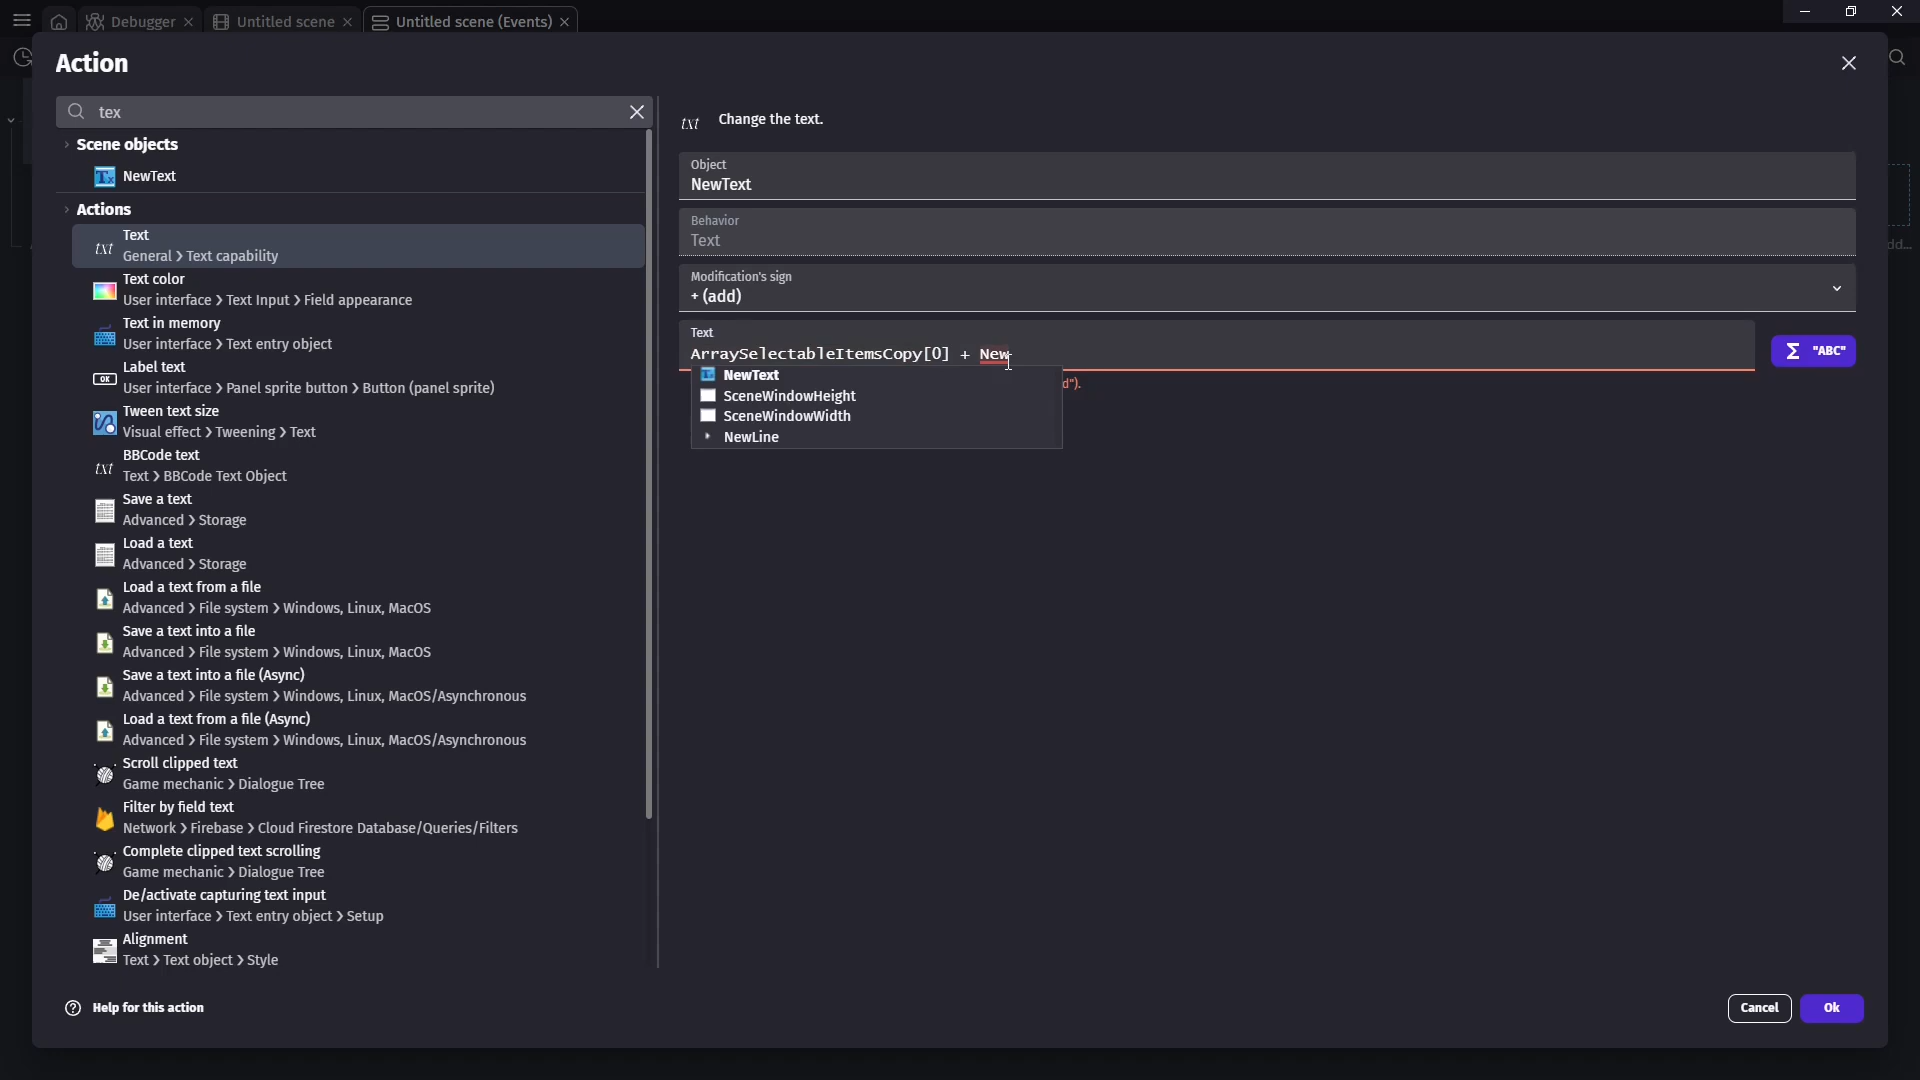 Debugger
Untitled scene
Untitled scene (Events)
Action
tex
Scene objects
NewText
Actions
Text
General > Text capability
Text color
User interface > Text Input > Field appearance
Text in memory
User interface > Text entry object
Label text
User interface > Panel sprite button > Button (panel sprite)
Tween text size
Visual effect > Tweening > Text
BBCode text
Text > BBCode Text Object
Save a text
Advanced > Storage
Load a text
Advanced > Storage
Load a text from a file
Advanced > File system > Windows, Linux, MacOS
Save a text into a file
Advanced > File system > Windows, Linux, MacOS
Save a text into a file (Async)
Advanced > File system > Windows, Linux, MacOS/Asynchronous
Load a text from a file (Async)
Advanced > File system > Windows, Linux, MacOS/Asynchronous
Scroll clipped text
Game mechanic > Dialogue Tree
Filter by field text
Network > Firebase > Cloud Firestore Database/Queries/Filters
Complete clipped text scrolling
Game mechanic > Dialogue Tree
De/activate capturing text input
User interface > Text entry object > Setup
Alignment
Text > Text object > Style
Help for this action
txt Change the text.
Object
NewText
Behavior
Text
Modification's sign
+ (add)
Text
ArraySelectableItemsCopy[0] + New
Σ "ABC"
d").
NewText
SceneWindowHeight
SceneWindowWidth
NewLine
dd...
Cancel
Ok